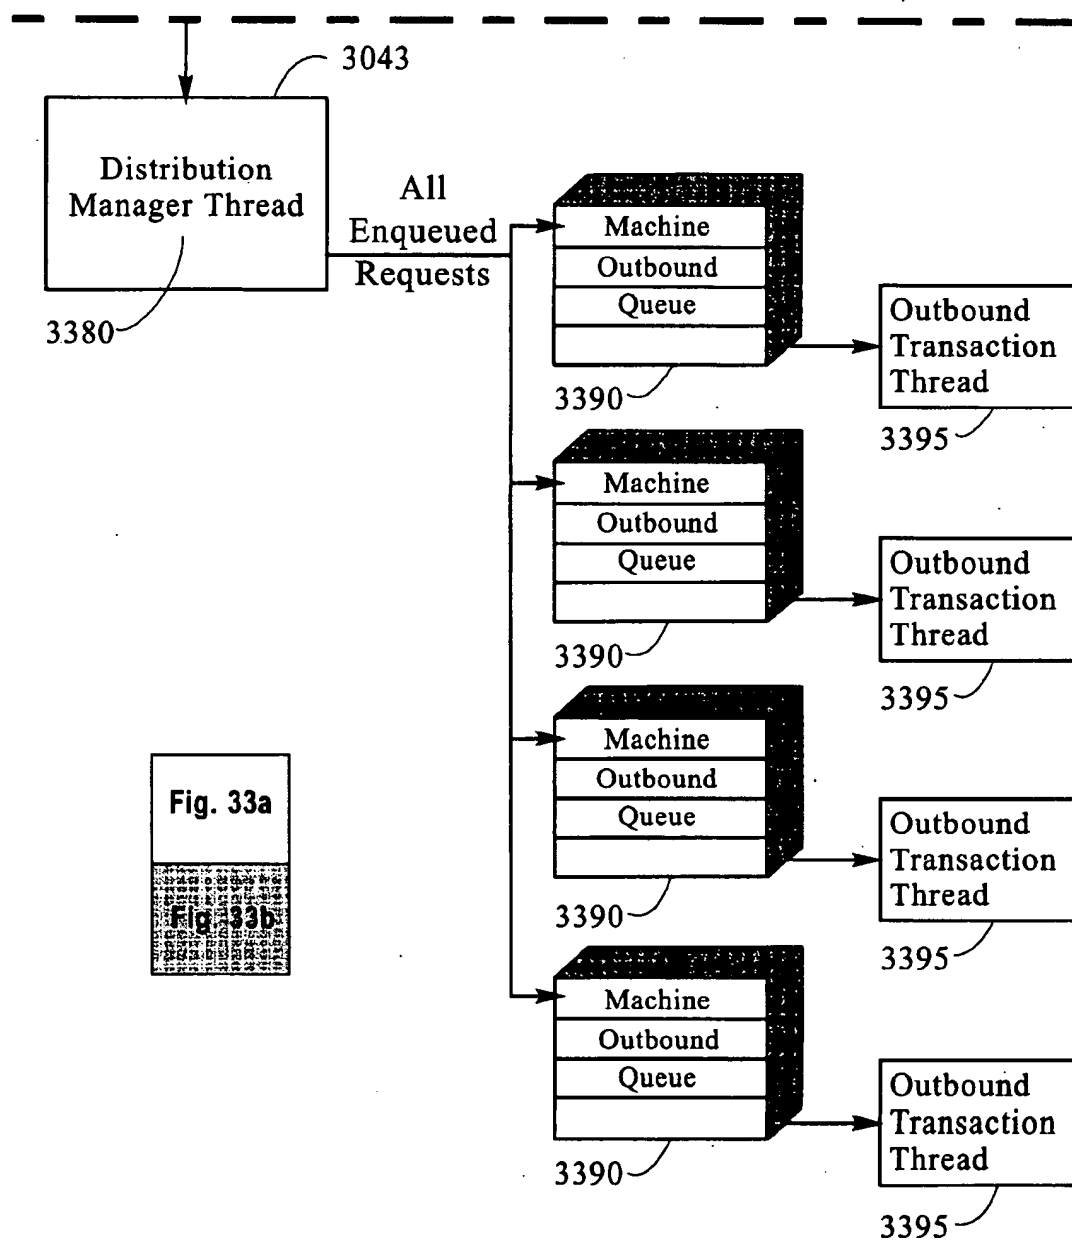 3043
Distribution
Manager Thread
3380
All
Enqueued
Requests
Machine
Outbound
Queue
3390
Outbound
Transaction
Thread
3395
Machine
Outbound
Queue
3390
Outbound
Transaction
Thread
3395
Machine
Outbound
Queue
3390
Outbound
Transaction
Thread
3395
Machine
Outbound
Queue
3390
Outbound
Transaction
Thread
3395
Fig. 33a
Fig. 33b